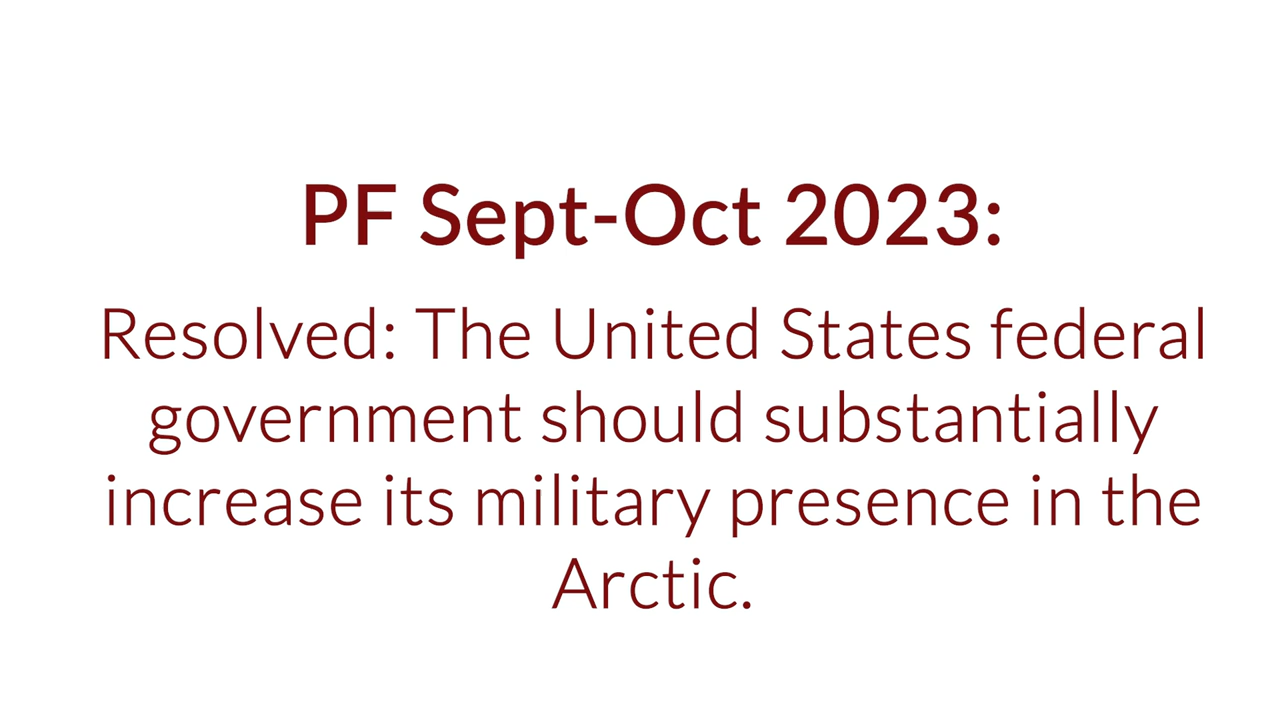 PF Sept-Oct 2023:
Resolved: The United States federal
government should substantially
increase its military presence in the
Arctic.